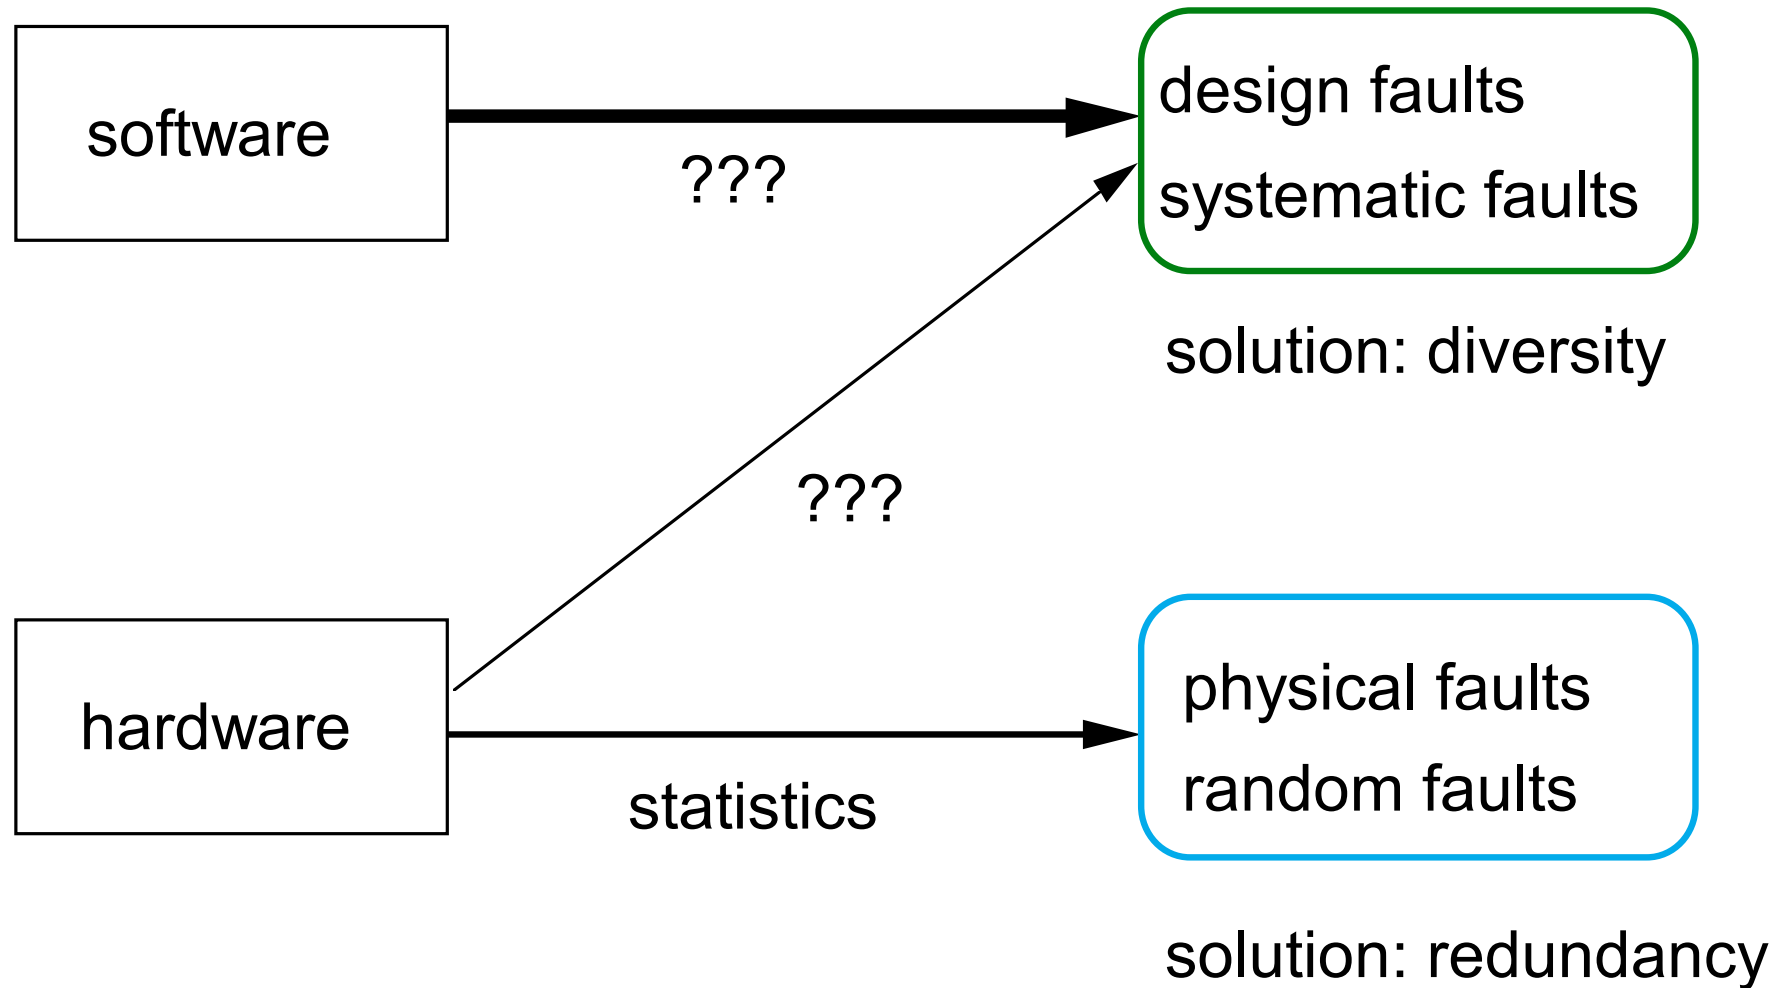 software
???
design faults
systematic faults
solution: diversity
???
hardware
statistics
physical faults
random faults
solution: redundancy